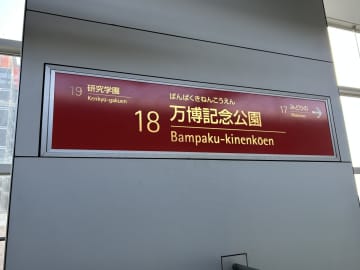 19 研究学園
Kenkyū-gakuen
ばんぱくきねんこうえん
18 万博記念公園
Bampaku-kinenkōen
17 みどりの
Midorino